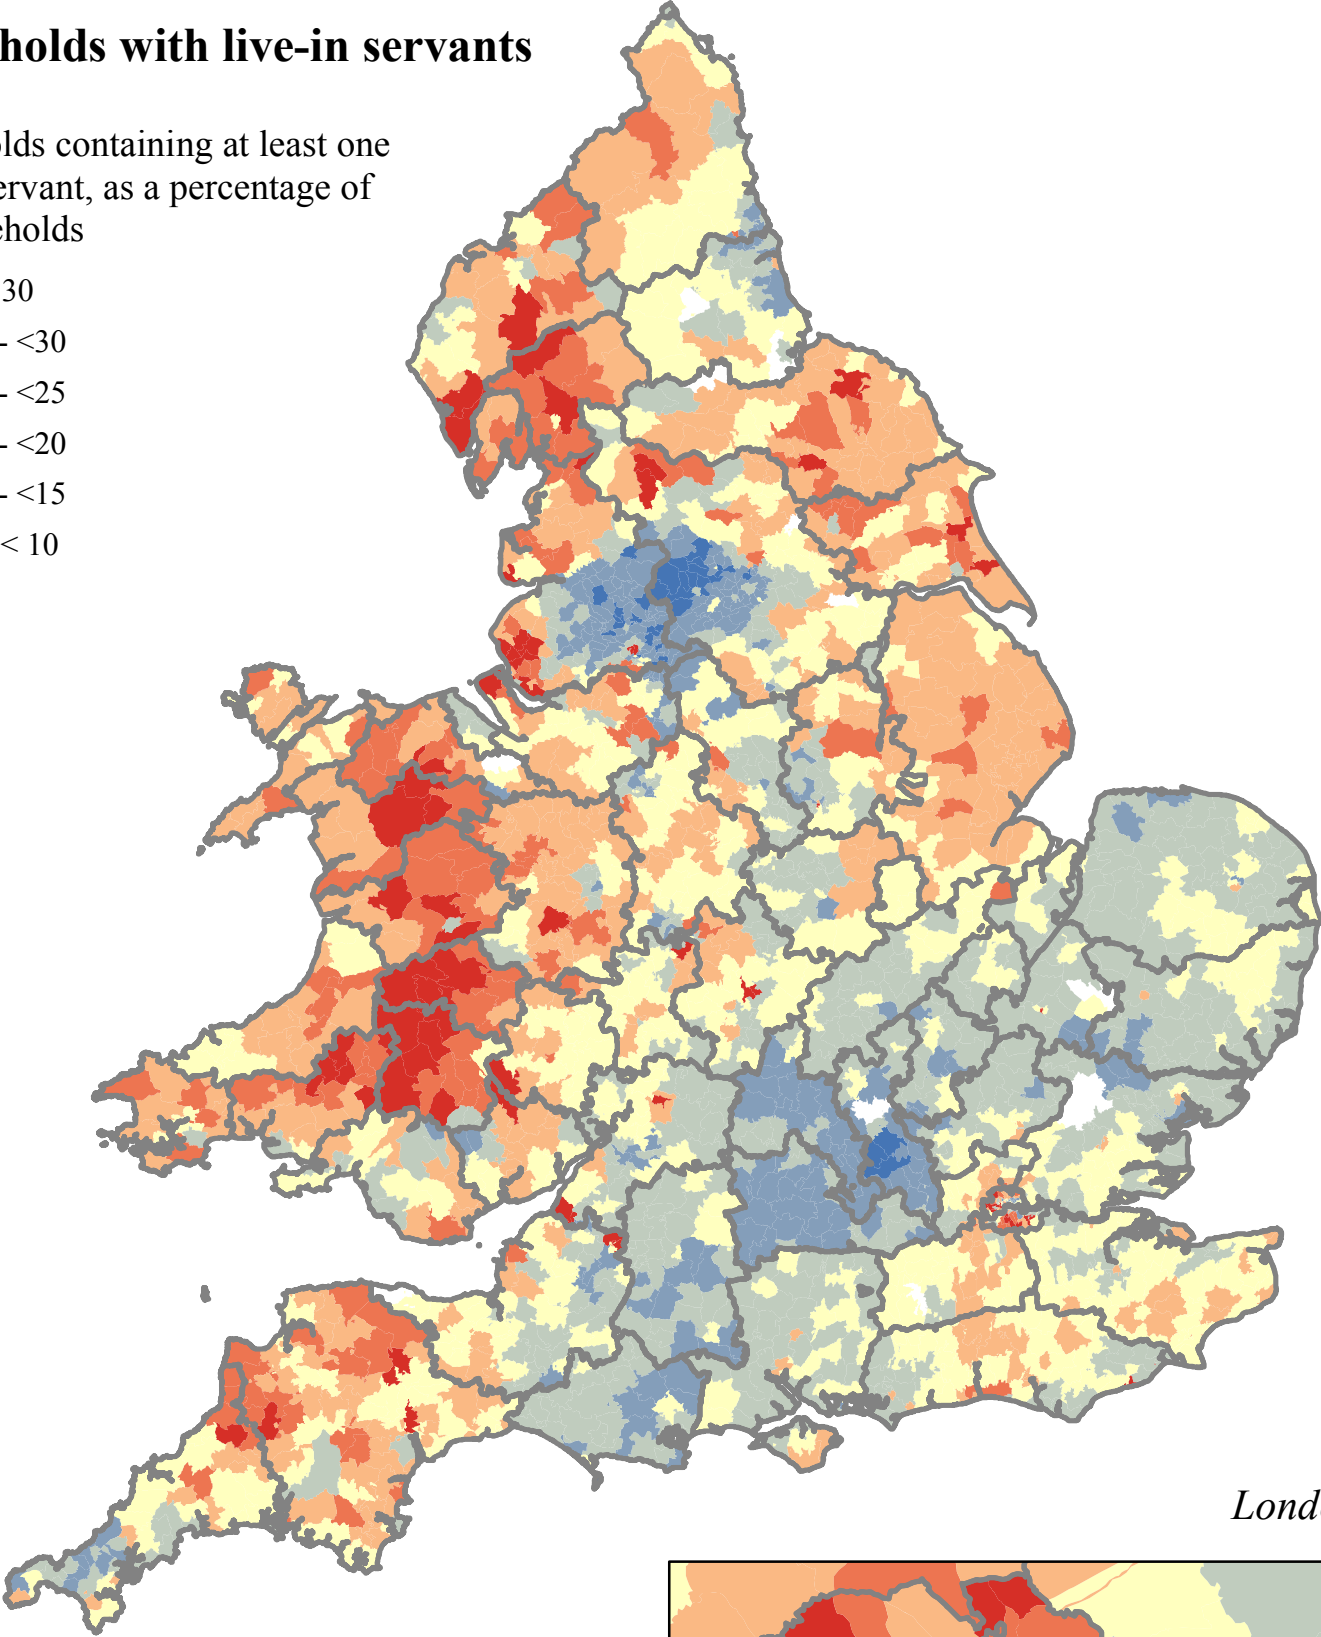 holds with live-in servants
olds containing at least one
ervant, as a percentage of
eholds
30
- <30
- <25
- <20
- <15
< 10
Lond